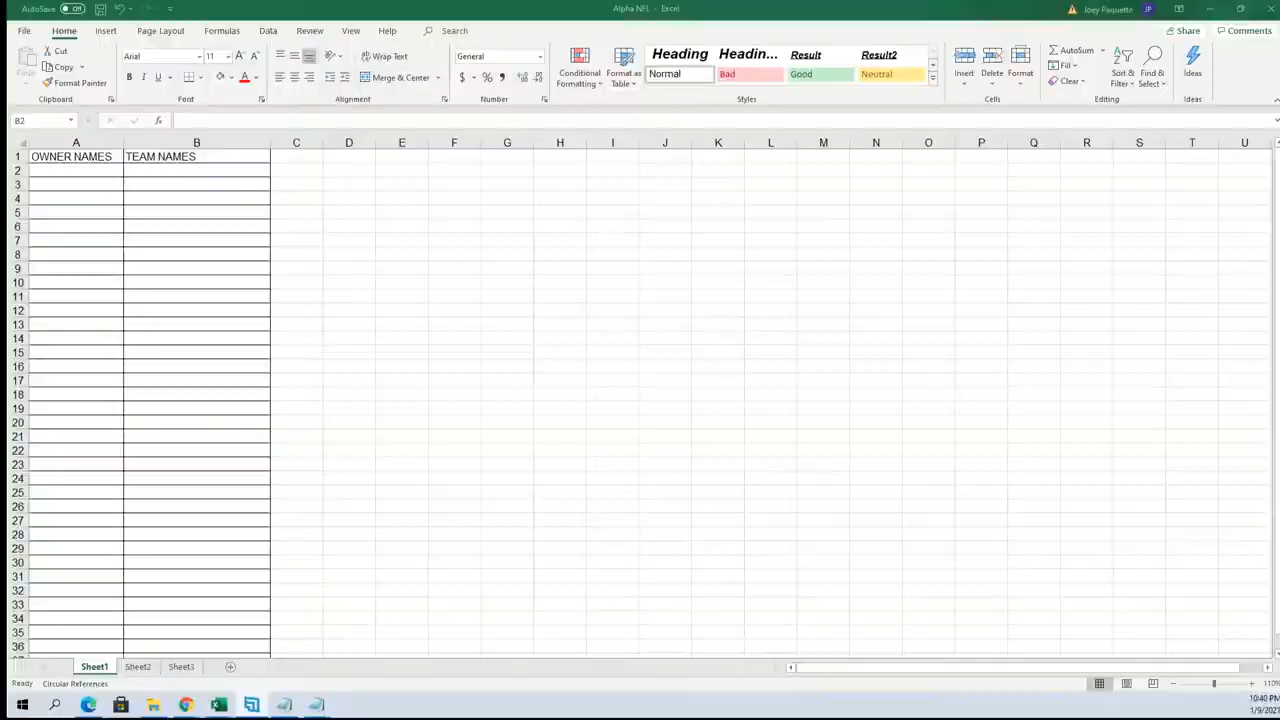 AutoSave Off Alpha NFL - Excel Joey Paquette JP
File Home Insert Page Layout Formulas Data Review View Help Search Share Comments
Paste Cut Copy Format Painter Clipboard
Arial 11 A A B I U A Font
Wrap Text Merge & Center Alignment
General $ % Number
Conditional Formatting Format as Table
Heading Headin... Result Result2
Normal Bad Good Neutral
Styles
Insert Delete Format Cells
AutoSum Fill Clear Sort & Filter Find & Select Editing
Ideas Ideas
B2 fx
A B C D E F G H I J K L M N O P Q R S T U
1 OWNER NAMES TEAM NAMES
2
3
4
5
6
7
8
9
10
11
12
13
14
15
16
17
18
19
20
21
22
23
24
25
26
27
28
29
30
31
32
33
34
35
36
Sheet1 Sheet2 Sheet3
Ready Circular References 110%
10:40 PM